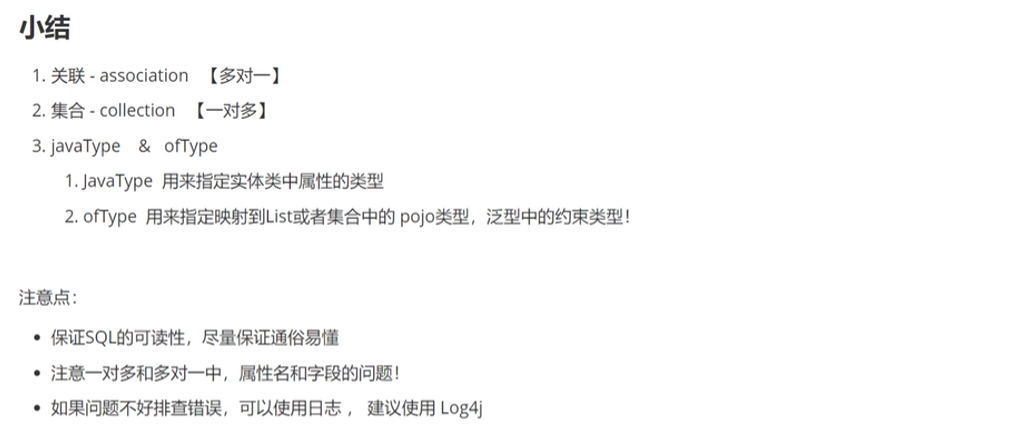 小结
1. 关联 - association 【多对一】
2. 集合 - collection 【一对多】
3. javaType & ofType
1. JavaType 用来指定实体类中属性的类型
2. ofType 用来指定映射到List或者集合中的 pojo类型，泛型中的约束类型！
注意点：
• 保证SQL的可读性，尽量保证通俗易懂
• 注意一对多和多对一中，属性名和字段的问题！
• 如果问题不好排查错误，可以使用日志 ， 建议使用 Log4j